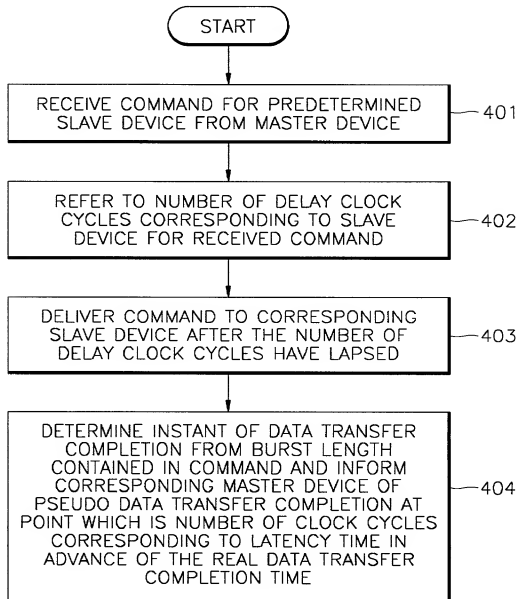 START
RECEIVE COMMAND FOR PREDETERMINED
SLAVE DEVICE FROM MASTER DEVICE
401
REFER TO NUMBER OF DELAY CLOCK
CYCLES CORRESPONDING TO SLAVE
DEVICE FOR RECEIVED COMMAND
402
DELIVER COMMAND TO CORRESPONDING
SLAVE DEVICE AFTER THE NUMBER OF
DELAY CLOCK CYCLES HAVE LAPSED
403
DETERMINE INSTANT OF DATA TRANSFER
COMPLETION FROM BURST LENGTH
CONTAINED IN COMMAND AND INFORM
CORRESPONDING MASTER DEVICE OF
PSEUDO DATA TRANSFER COMPLETION AT
POINT WHICH IS NUMBER OF CLOCK CYCLES
CORRESPONDING TO LATENCY TIME IN
ADVANCE OF THE REAL DATA TRANSFER
COMPLETION TIME
404